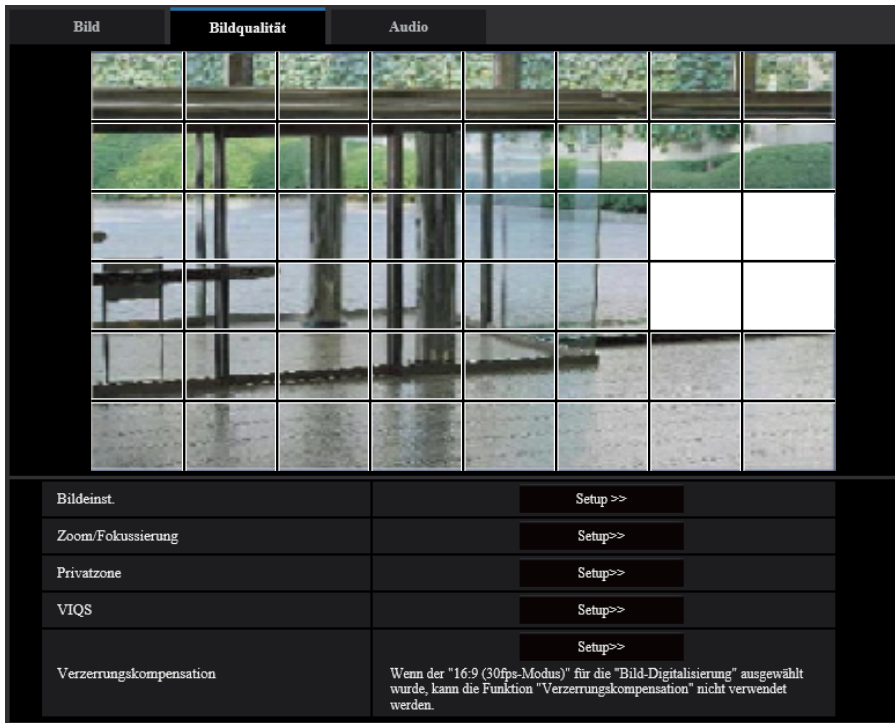 Bild
Bildqualität
Audio
Bildeinst.
Setup >>
Zoom/Fokussierung
Setup>>
Privatzone
Setup>>
VIQS
Setup>>
Verzerrungskompensation
Setup>>
Wenn der "16:9 (30fps-Modus)" für die "Bild-Digitalisierung" ausgewählt
wurde, kann die Funktion "Verzerrungskompensation" nicht verwendet
werden.